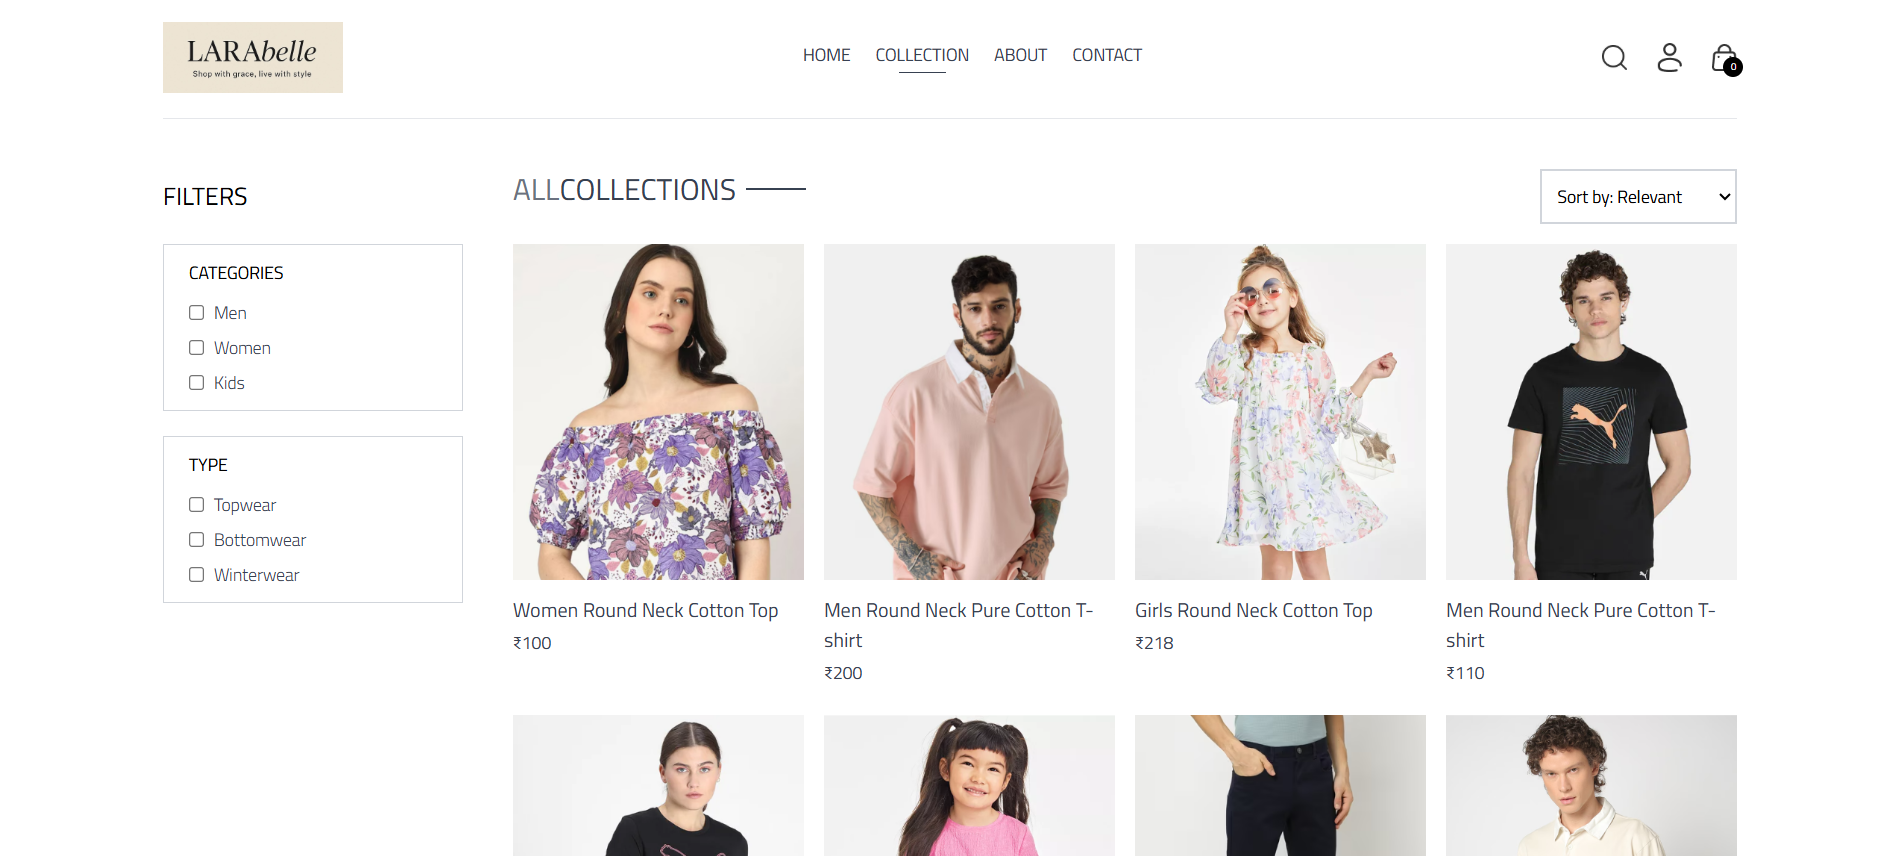 LARAbelle
Shop with grace, live with style
HOME COLLECTION ABOUT CONTACT
0
FILTERS
CATEGORIES
Men
Women
Kids
TYPE
Topwear
Bottomwear
Winterwear
ALLCOLLECTIONS
Sort by: Relevant
Women Round Neck Cotton Top
₹100
Men Round Neck Pure Cotton T-
shirt
₹200
Girls Round Neck Cotton Top
₹218
Men Round Neck Pure Cotton T-
shirt
₹110